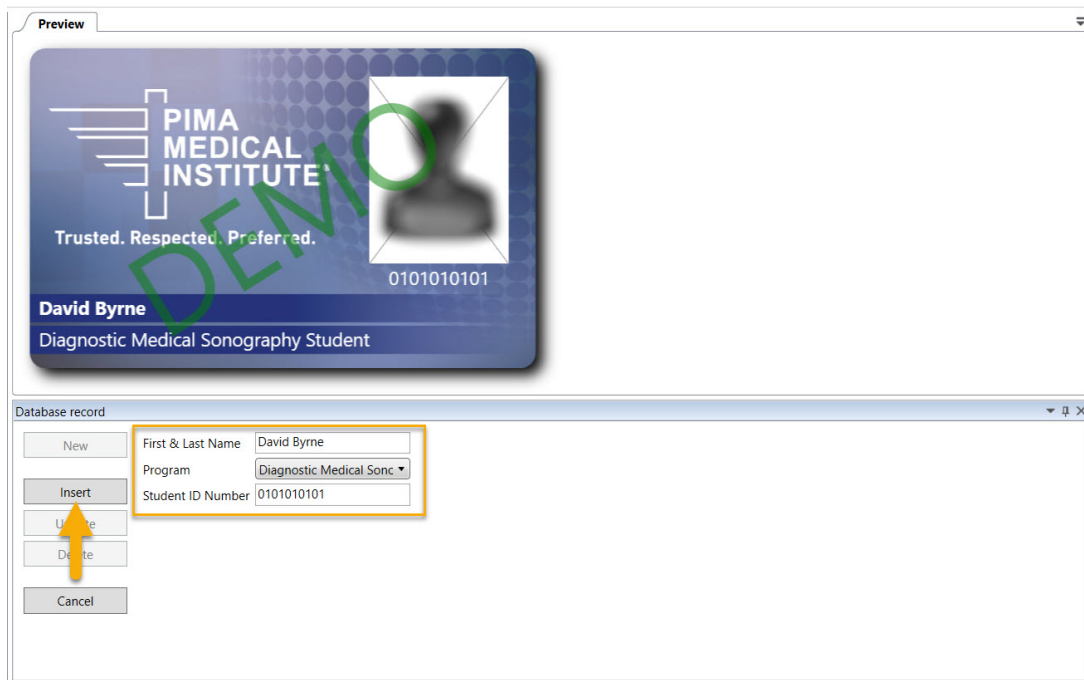 Preview
PIMA
MEDICAL
INSTITUTE
Trusted. Respected. Preferred.
DEMO
0101010101
David Byrne
Diagnostic Medical Sonography Student
Database record
New
First & Last Name David Byrne
Program Diagnostic Medical Sonc
Insert
Student ID Number 0101010101
Cancel